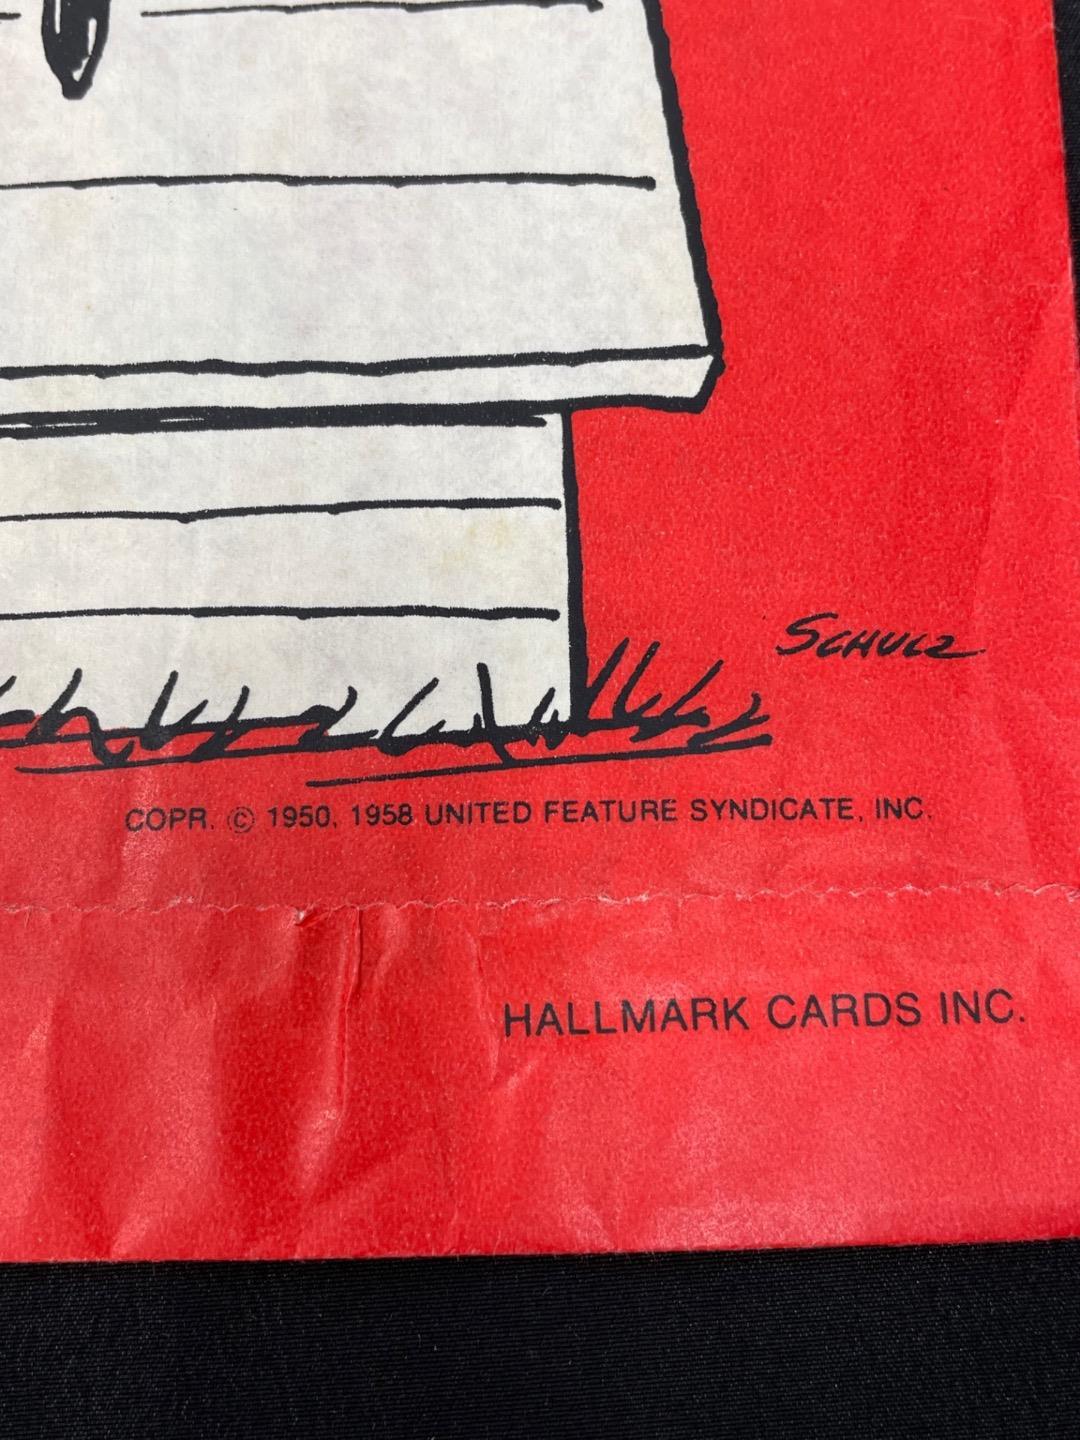 SCHULZ
COPR. © 1950, 1958 UNITED FEATURE SYNDICATE, INC.
HALLMARK CARDS INC.